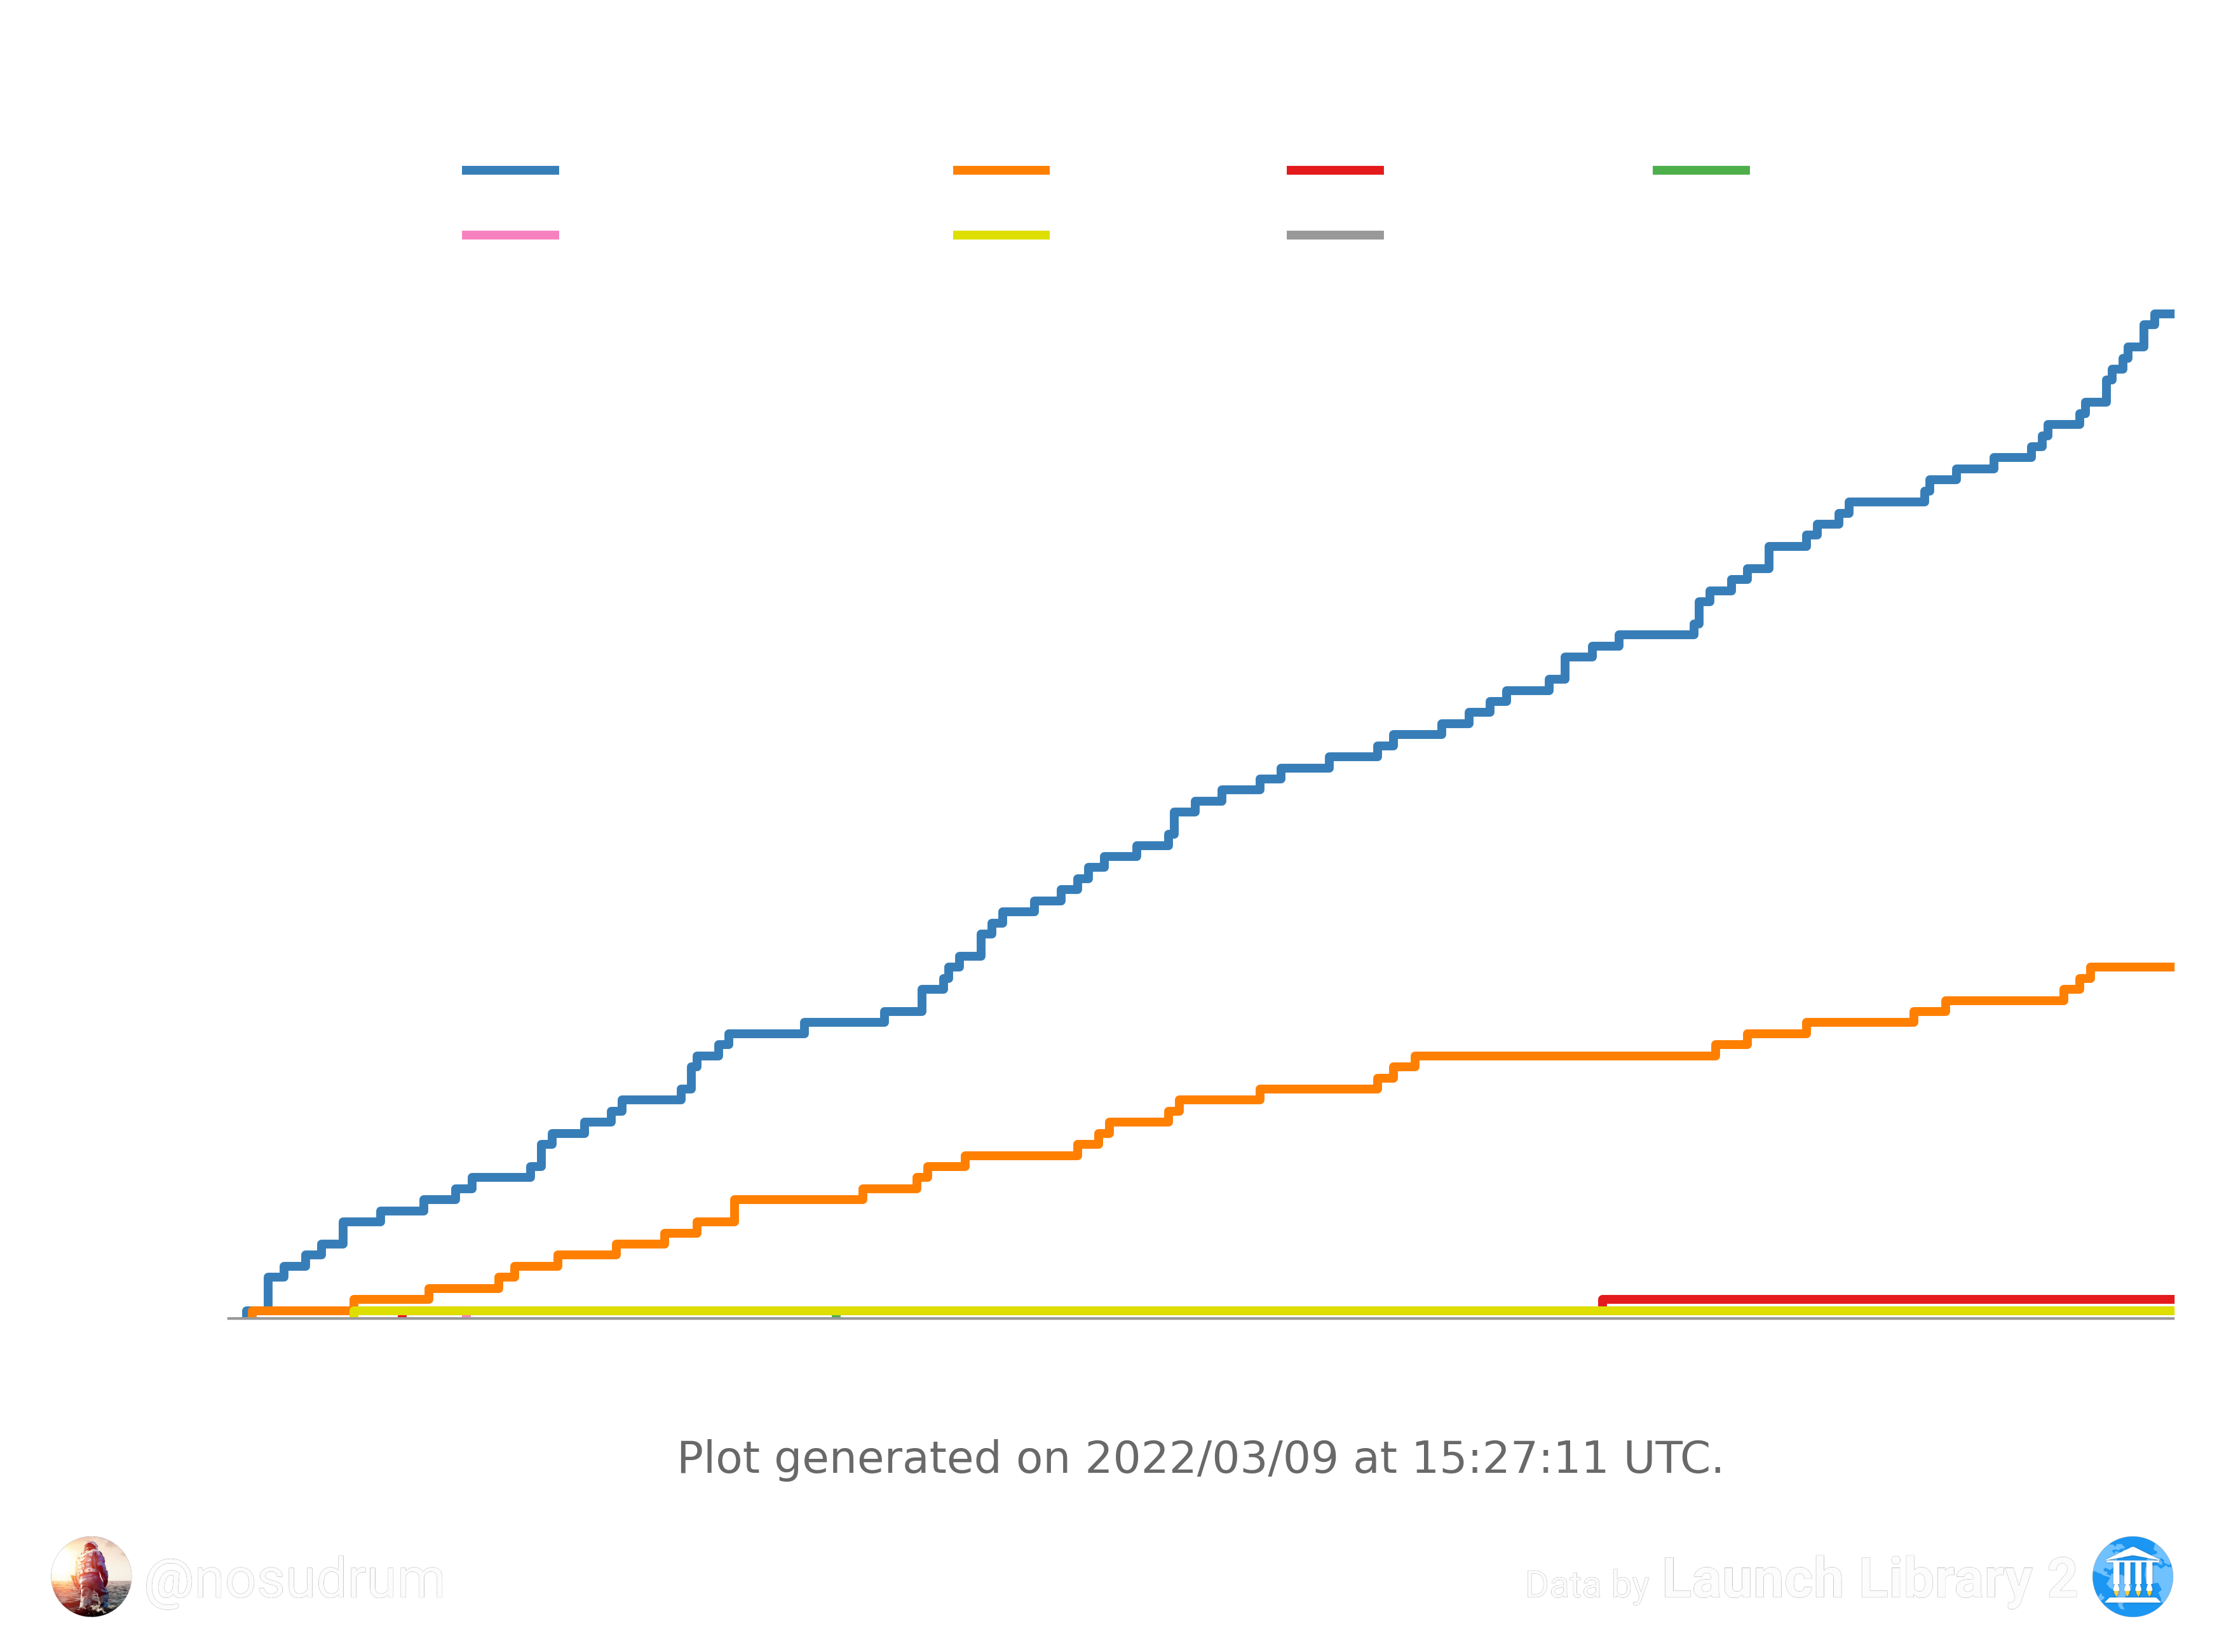 Plot generated on 2022/03/09 at 15:27:11 UTC.
@nosudrum
Data by Launch Library 2